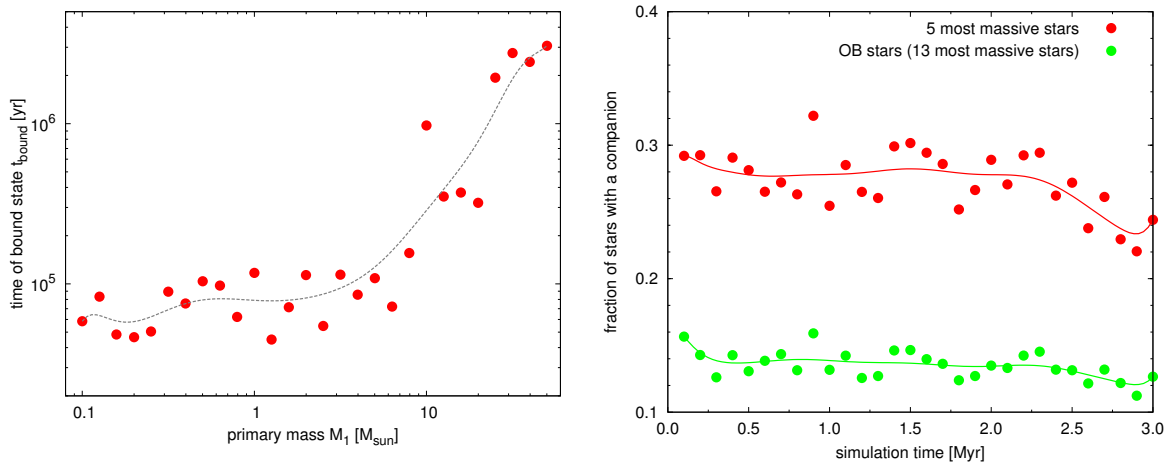 time of bound state t_bound [yr]
10^6
10^5
0.1 1 10
primary mass M_1 [M_sun]
fraction of stars with a companion
5 most massive stars
OB stars (13 most massive stars)
0.4
0.3
0.2
0.1
0.0 0.5 1.0 1.5 2.0 2.5 3.0
simulation time [Myr]